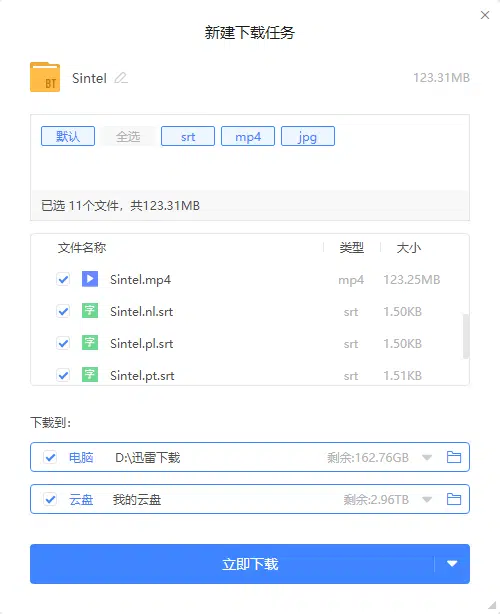 新建下载任务
BT Sintel 123.31MB
默认 全选 srt mp4 jpg
已选 11个文件，共123.31MB
文件名称 类型 大小
Sintel.mp4 mp4 123.25MB
字 Sintel.nl.srt srt 1.50KB
字 Sintel.pl.srt srt 1.50KB
字 Sintel.pt.srt srt 1.51KB
下载到:
电脑 D:\迅雷下载 剩余:162.76GB
云盘 我的云盘 剩余:2.96TB
立即下载